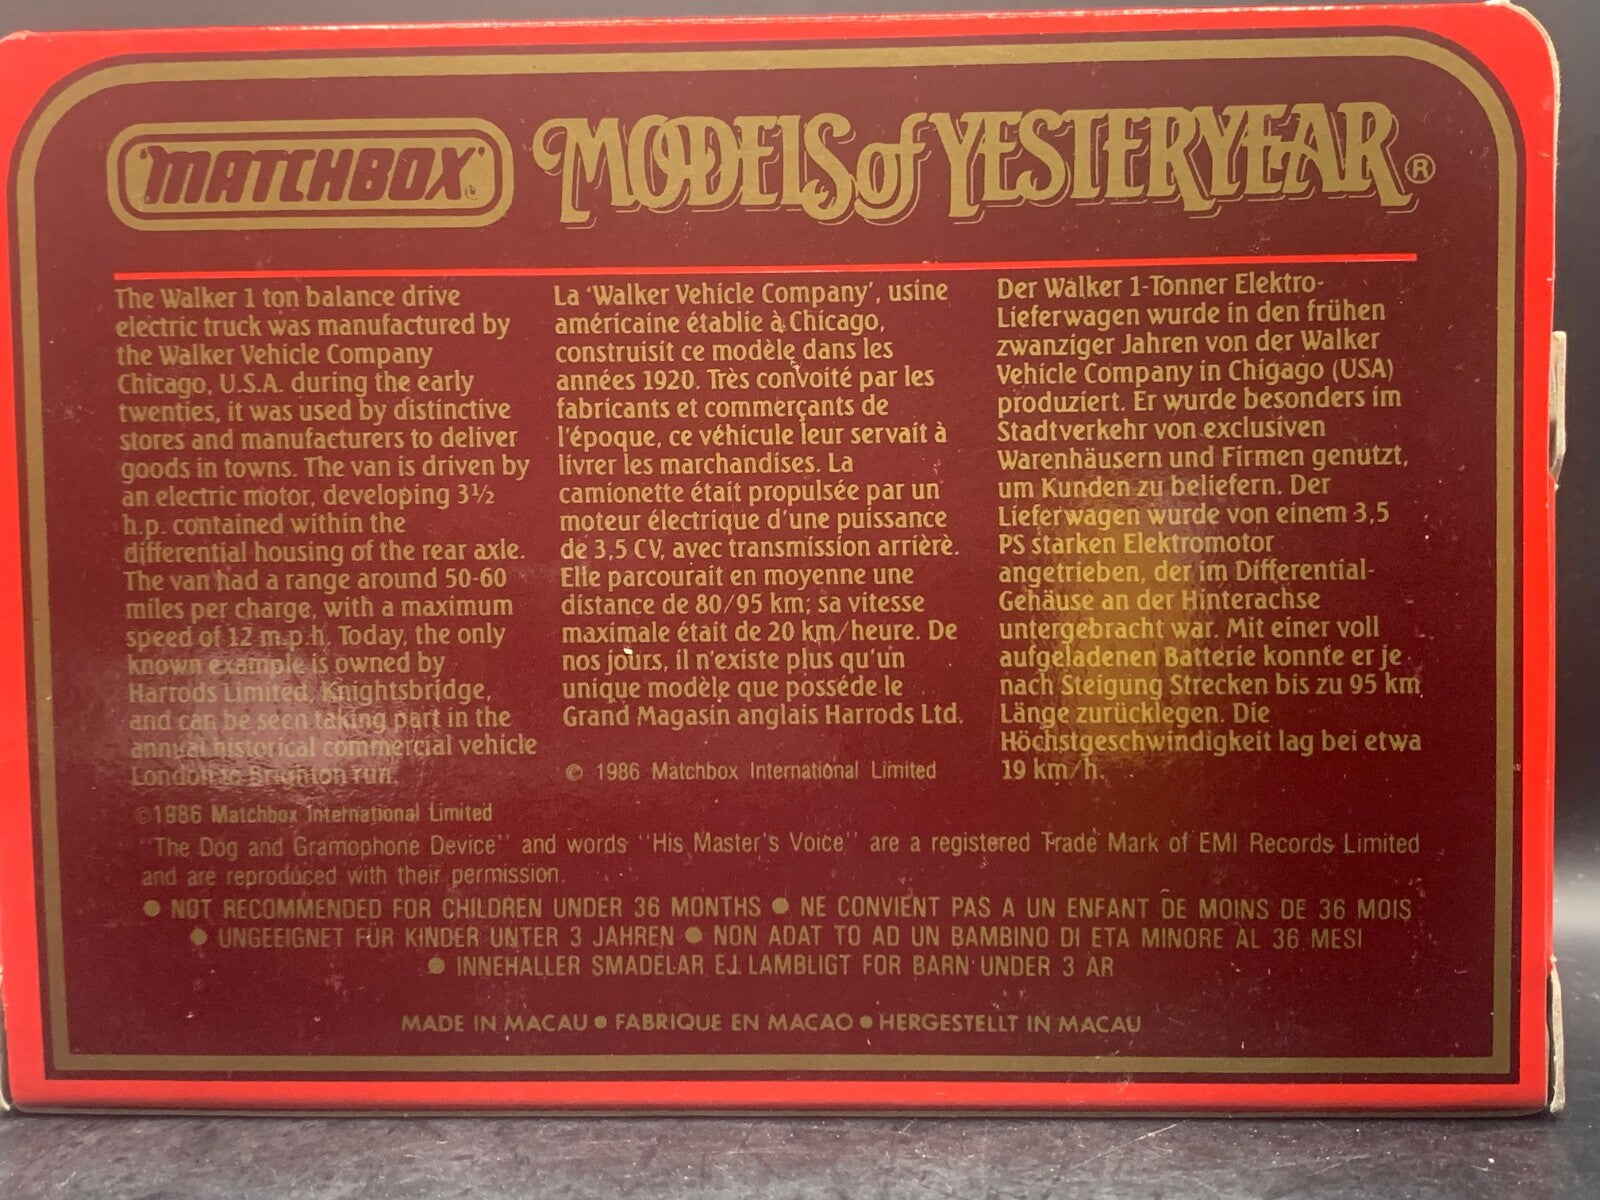 MATCHBOX MODELS of YESTERYEAR ®
The Walker 1 ton balance drive
electric truck was manufactured by
the Walker Vehicle Company
Chicago, U.S.A. during the early
twenties, it was used by distinctive
stores and manufacturers to deliver
goods in towns. The van is driven by
an electric motor, developing 3½
h.p. contained within the
differential housing of the rear axle.
The van had a range around 50-60
miles per charge, with a maximum
speed of 12 m.p.h. Today, the only
known example is owned by
Harrods Limited, Knightsbridge,
and can be seen taking part in the
annual historical commercial vehicle
London to Brighton run.
©1986 Matchbox International Limited
La 'Walker Vehicle Company', usine
américaine établie à Chicago,
construisit ce modèle dans les
années 1920. Très convoité par les
fabricants et commerçants de
l'époque, ce véhicule leur servait à
livrer les marchandises. La
camionette était propulsée par un
moteur électrique d'une puissance
de 3,5 CV, avec transmission arrièrè.
Elle parcourait en moyenne une
distance de 80/95 km; sa vitesse
maximale était de 20 km/heure. De
nos jours, il n'existe plus qu'un
unique modèle que posséde le
Grand Magasin anglais Harrods Ltd.
© 1986 Matchbox International Limited
Der Walker 1-Tonner Elektro-
Lieferwagen wurde in den frühen
zwanziger Jahren von der Walker
Vehicle Company in Chigago (USA)
produziert. Er wurde besonders im
Stadtverkehr von exclusiven
Warenhäusern und Firmen genutzt,
um Kunden zu beliefern. Der
Lieferwagen wurde von einem 3,5
PS starken Elektromotor
angetrieben, der im Differential-
Gehäuse an der Hinterachse
untergebracht war. Mit einer voll
aufgeladenen Batterie konnte er je
nach Steigung Strecken bis zu 95 km
Länge zurücklegen. Die
Höchstgeschwindigkeit lag bei etwa
19 km/h.
"The Dog and Gramophone Device" and words "His Master's Voice" are a registered Trade Mark of EMI Records Limited
and are reproduced with their permission.
● NOT RECOMMENDED FOR CHILDREN UNDER 36 MONTHS ● NE CONVIENT PAS A UN ENFANT DE MOINS DE 36 MOIS
● UNGEEIGNET FÜR KINDER UNTER 3 JAHREN ● NON ADAT TO AD UN BAMBINO DI ETA MINORE AL 36 MESI
● INNEHALLER SMADELAR EJ LAMBLIGT FOR BARN UNDER 3 AR
MADE IN MACAU ● FABRIQUE EN MACAO ● HERGESTELLT IN MACAU